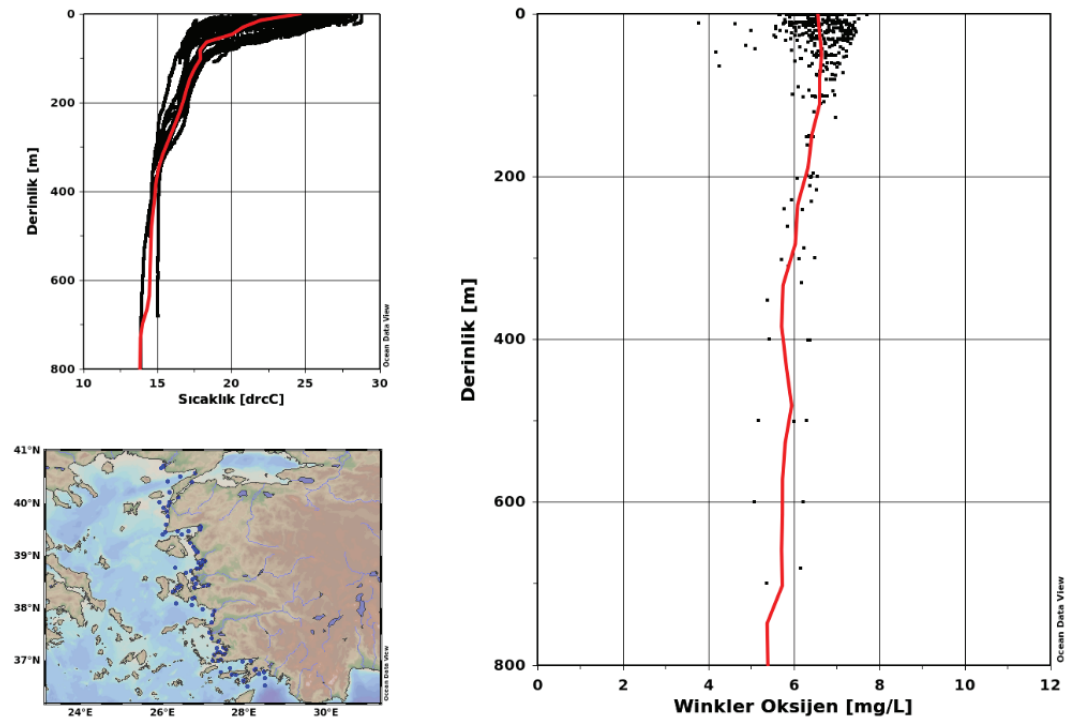 0
200
400
600
800
Derinlik [m]
10
15
20
25
30
Sıcaklık [drcC]
Ocean Data View
41°N
40°N
39°N
38°N
37°N
24°E
26°E
28°E
30°E
Ocean Data View
0
200
400
600
800
Derinlik [m]
0
2
4
6
8
10
12
Winkler Oksijen [mg/L]
Ocean Data View